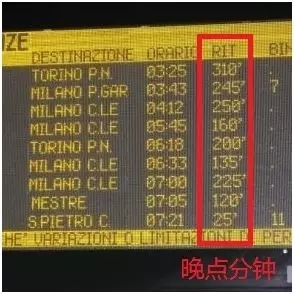 ZE
DESTINAZIONE ORARIO RIT BIN
TORINO P.N. 03:25 310'
MILANO P.GAR 03:43 245' 7
MILANO C.LE 04:12 250'
MILANO C.LE 05:45 160'
TORINO P.N. 06:18 200'
MILANO C.LE 06:33 135'
MILANO C.LE 07:00 225'
MESTRE 07:05 120'
S.PIETRO C. 07:21 25' 11
HE' VARIAZIONI O LIMITAZIONI DI PER
晚点分钟